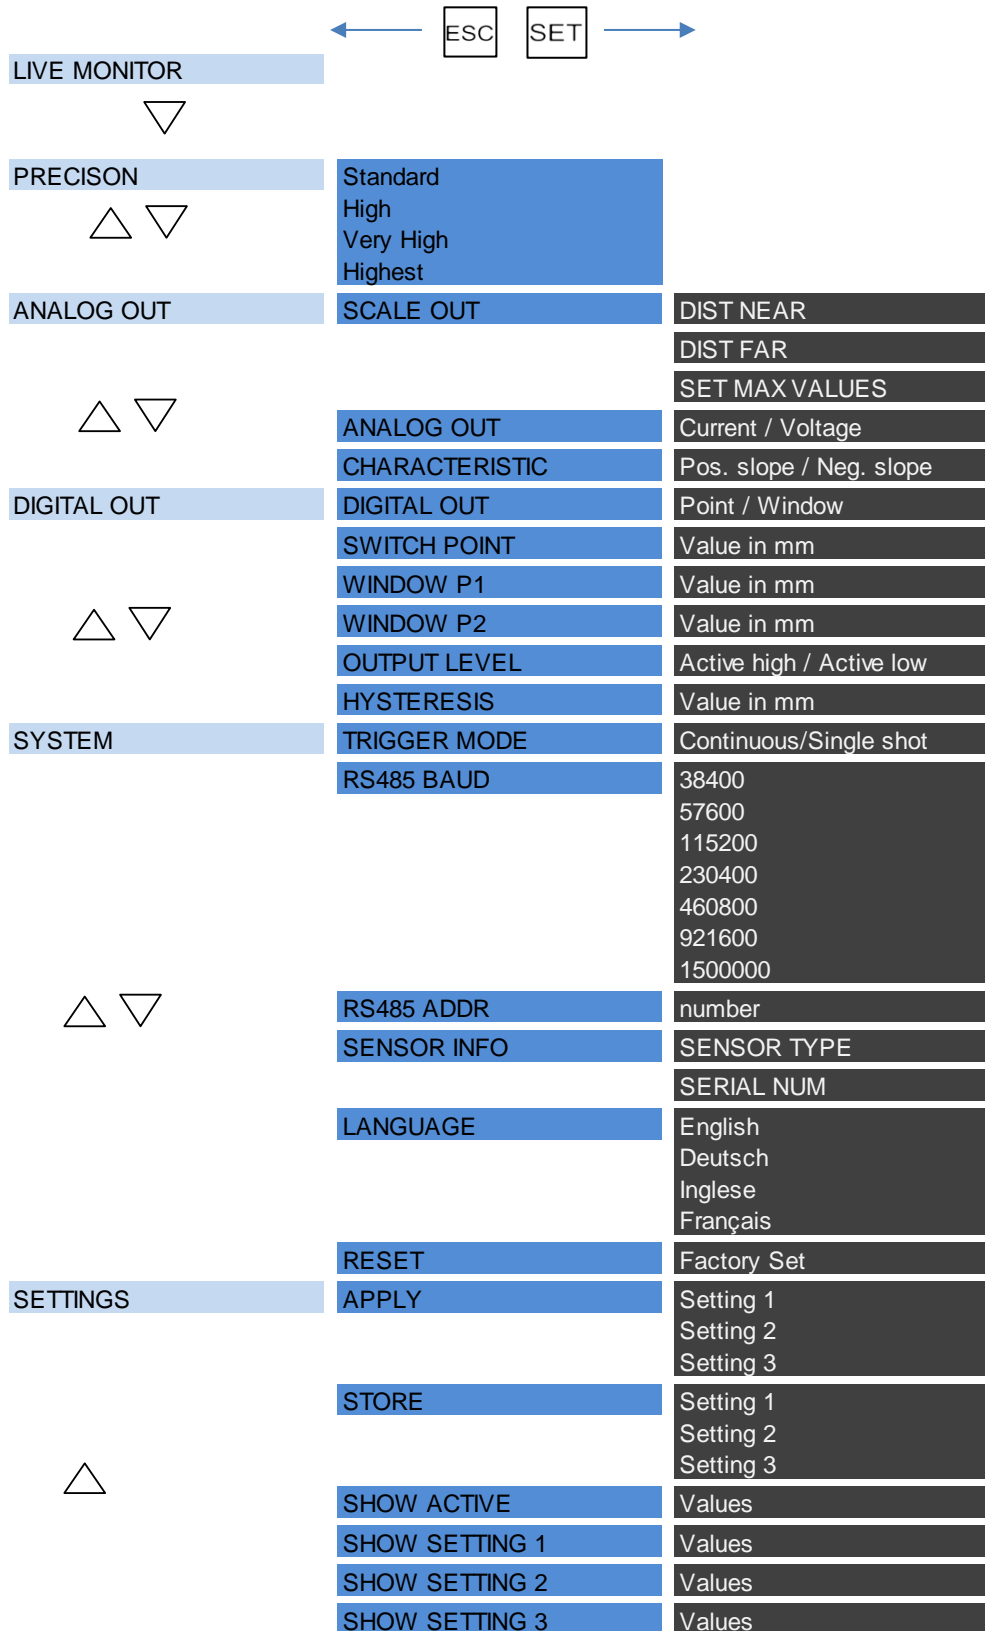 ESC SET
LIVE MONITOR
PRECISON Standard
High
Very High
Highest
ANALOG OUT SCALE OUT DIST NEAR
DIST FAR
SET MAX VALUES
ANALOG OUT Current / Voltage
CHARACTERISTIC Pos. slope / Neg. slope
DIGITAL OUT DIGITAL OUT Point / Window
SWITCH POINT Value in mm
WINDOW P1 Value in mm
WINDOW P2 Value in mm
OUTPUT LEVEL Active high / Active low
HYSTERESIS Value in mm
SYSTEM TRIGGER MODE Continuous/Single shot
RS485 BAUD 38400
57600
115200
230400
460800
921600
1500000
RS485 ADDR number
SENSOR INFO SENSOR TYPE
SERIAL NUM
LANGUAGE English
Deutsch
Inglese
Français
RESET Factory Set
SETTINGS APPLY Setting 1
Setting 2
Setting 3
STORE Setting 1
Setting 2
Setting 3
SHOW ACTIVE Values
SHOW SETTING 1 Values
SHOW SETTING 2 Values
SHOW SETTING 3 Values